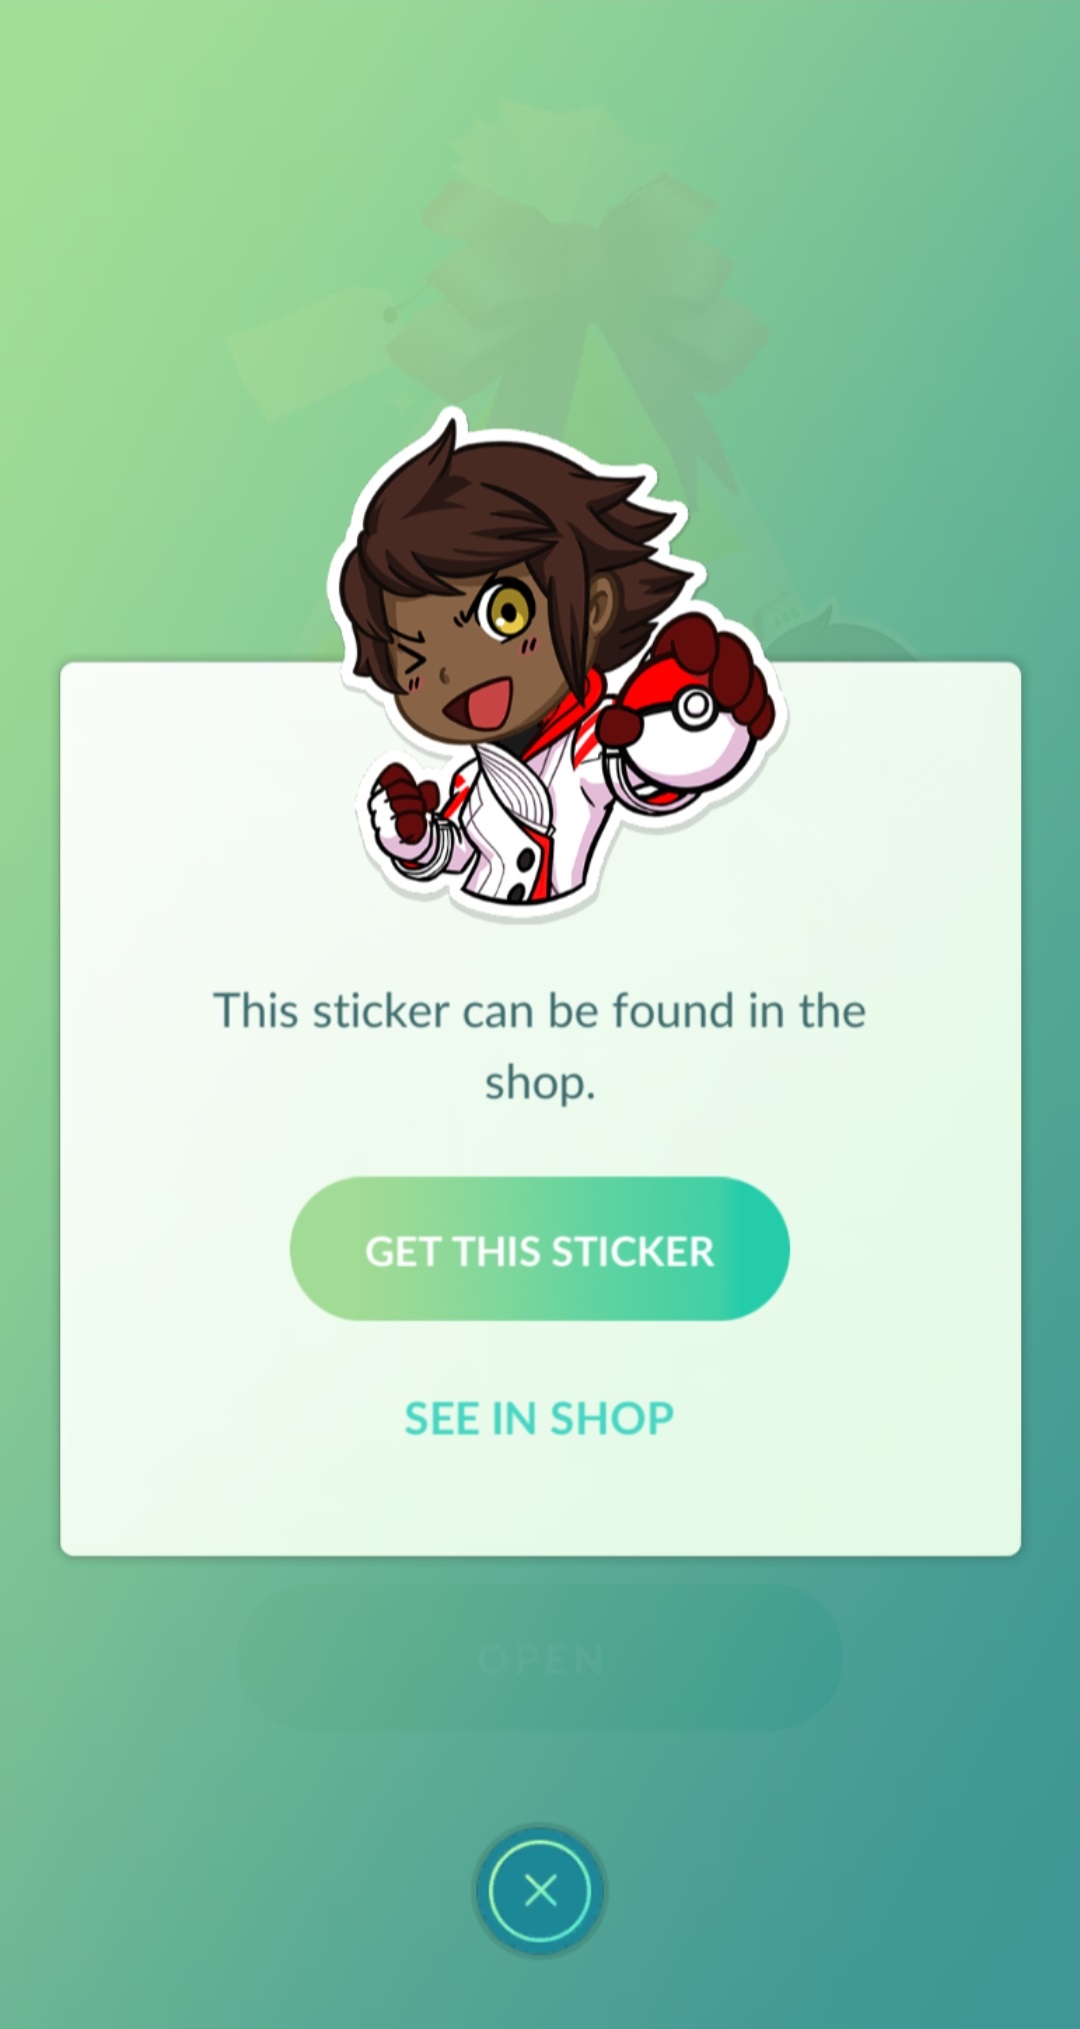 This sticker can be found in the
shop.
GET THIS STICKER
SEE IN SHOP
OPEN